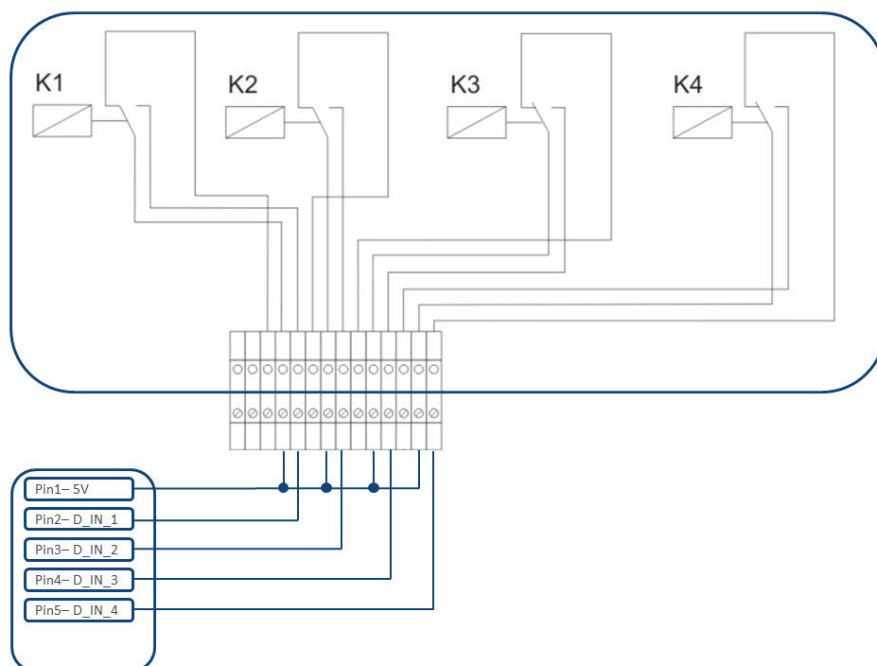 K1
K2
K3
K4
Pin1– 5V
Pin2– D_IN_1
Pin3– D_IN_2
Pin4– D_IN_3
Pin5– D_IN_4